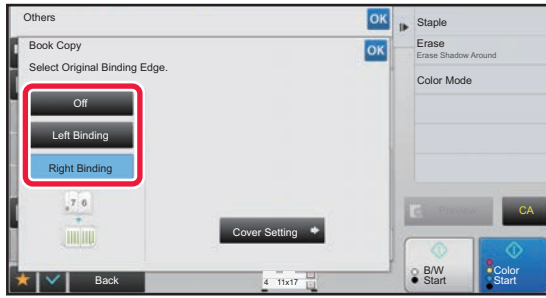 Others
OK
Book Copy
OK
Select Original Binding Edge.
Off
Left Binding
Right Binding
7 6
Cover Setting
Back
4 11x17
Staple
Erase
Erase Shadow Around
Color Mode
Preview
CA
B/W
Start
Color
Start